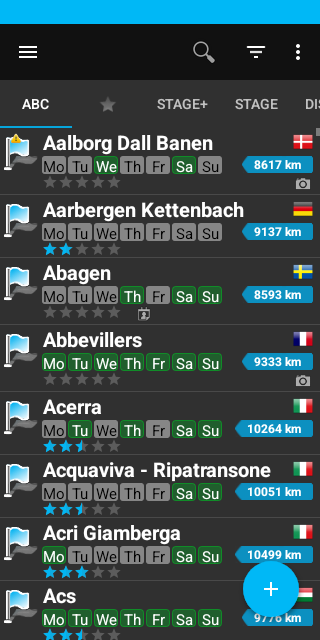 ABC STAGE+ STAGE DIS
Aalborg Dall Banen
Mo Tu We Th Fr Sa Su 8617 km
Aarbergen Kettenbach
Mo Tu We Th Fr Sa Su 9137 km
Abagen
Mo Tu We Th Fr Sa Su 8593 km
Abbevillers
Mo Tu We Th Fr Sa Su 9333 km
Acerra
Mo Tu We Th Fr Sa Su 10264 km
Acquaviva - Ripatransone
Mo Tu We Th Fr Sa Su 10051 km
Acri Giamberga
Mo Tu We Th Fr Sa Su 10499 km
Acs
Mo Tu We Th Fr Sa Su 9776 km